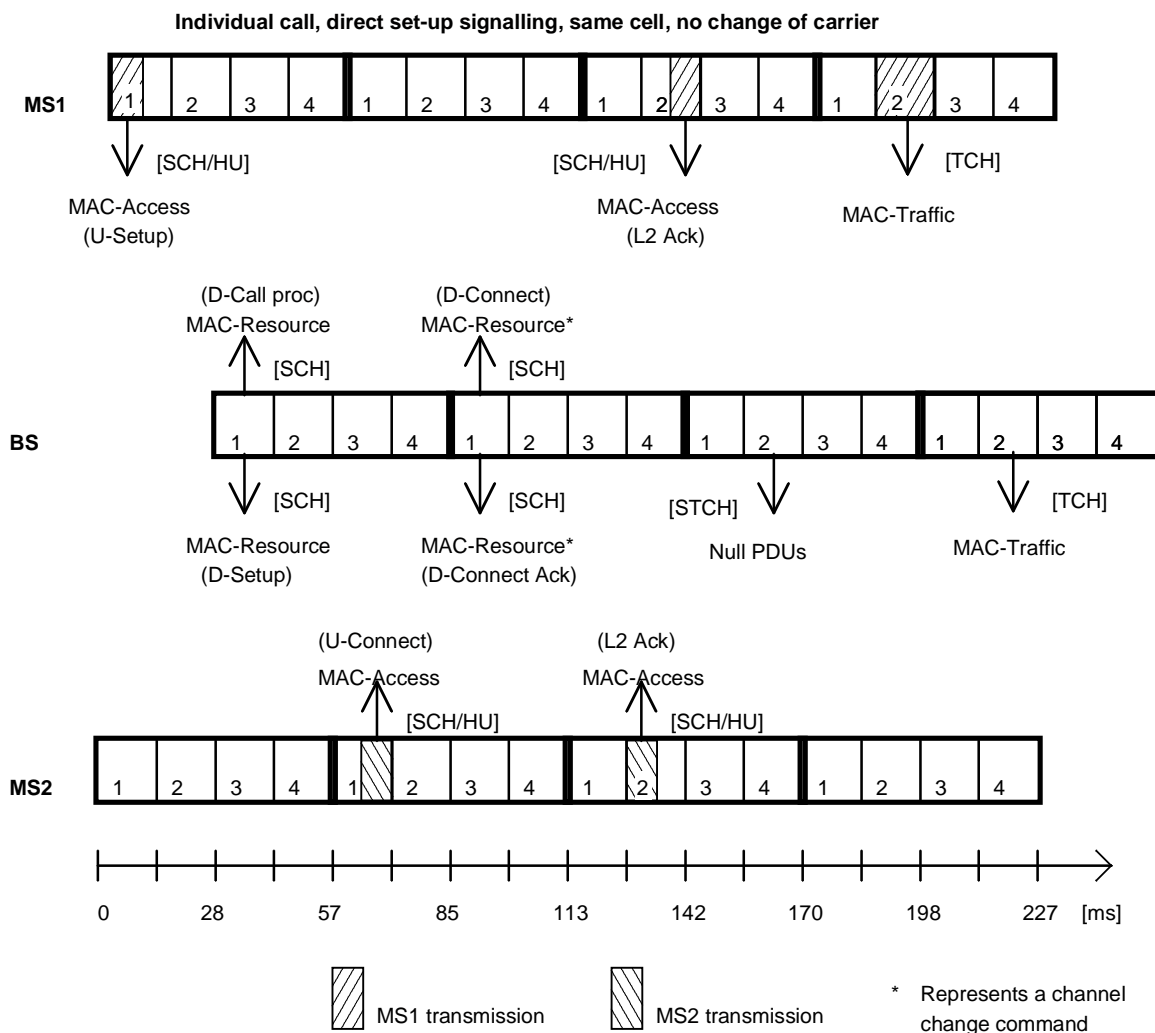 Individual call, direct set-up signalling, same cell, no change of carrier
MS1
1 2 3 4 1 2 3 4 1 2 3 4 1 2 3 4
[SCH/HU] [SCH/HU] [TCH]
MAC-Access MAC-Access MAC-Traffic
(U-Setup) (L2 Ack)
(D-Call proc) (D-Connect)
MAC-Resource MAC-Resource*
[SCH] [SCH]
BS
1 2 3 4 1 2 3 4 1 2 3 4 1 2 3 4
[SCH] [SCH] [STCH] [TCH]
MAC-Resource MAC-Resource* Null PDUs MAC-Traffic
(D-Setup) (D-Connect Ack)
(U-Connect) (L2 Ack)
MAC-Access MAC-Access
[SCH/HU] [SCH/HU]
MS2
1 2 3 4 1 2 3 4 1 2 3 4 1 2 3 4
0 28 57 85 113 142 170 198 227 [ms]
MS1 transmission MS2 transmission * Represents a channel
change command